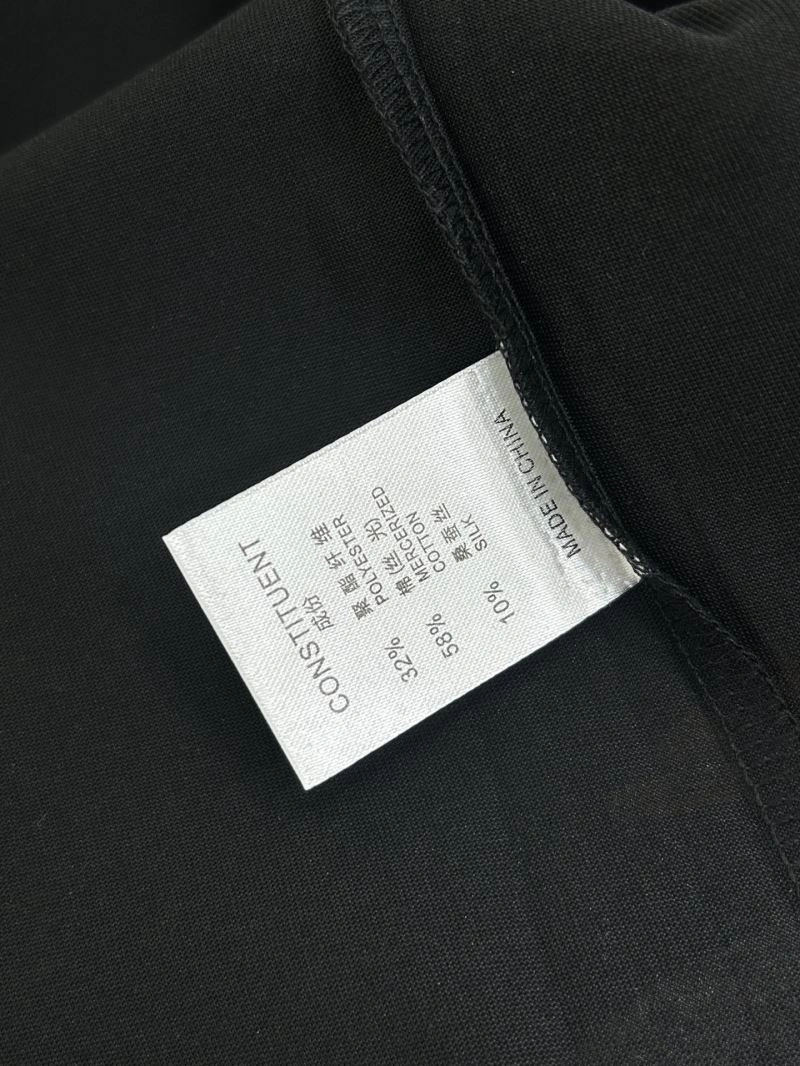 CONSTITUENT
成份
32% 聚酯纤维
POLYESTER
58% 棉(丝光)
MERCERIZED
COTTON
10% 桑蚕丝
SILK
MADE IN CHINA